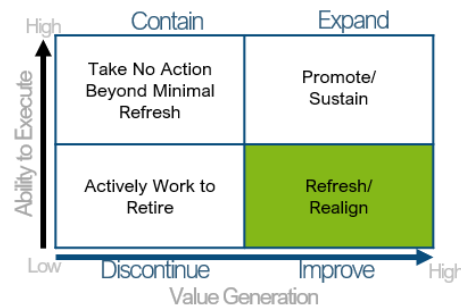 High
Contain
Expand
Take No Action
Beyond Minimal
Refresh
Promote/
Sustain
Ability to Execute
Actively Work to
Retire
Refresh/
Realign
Low
Discontinue
Improve
High
Value Generation